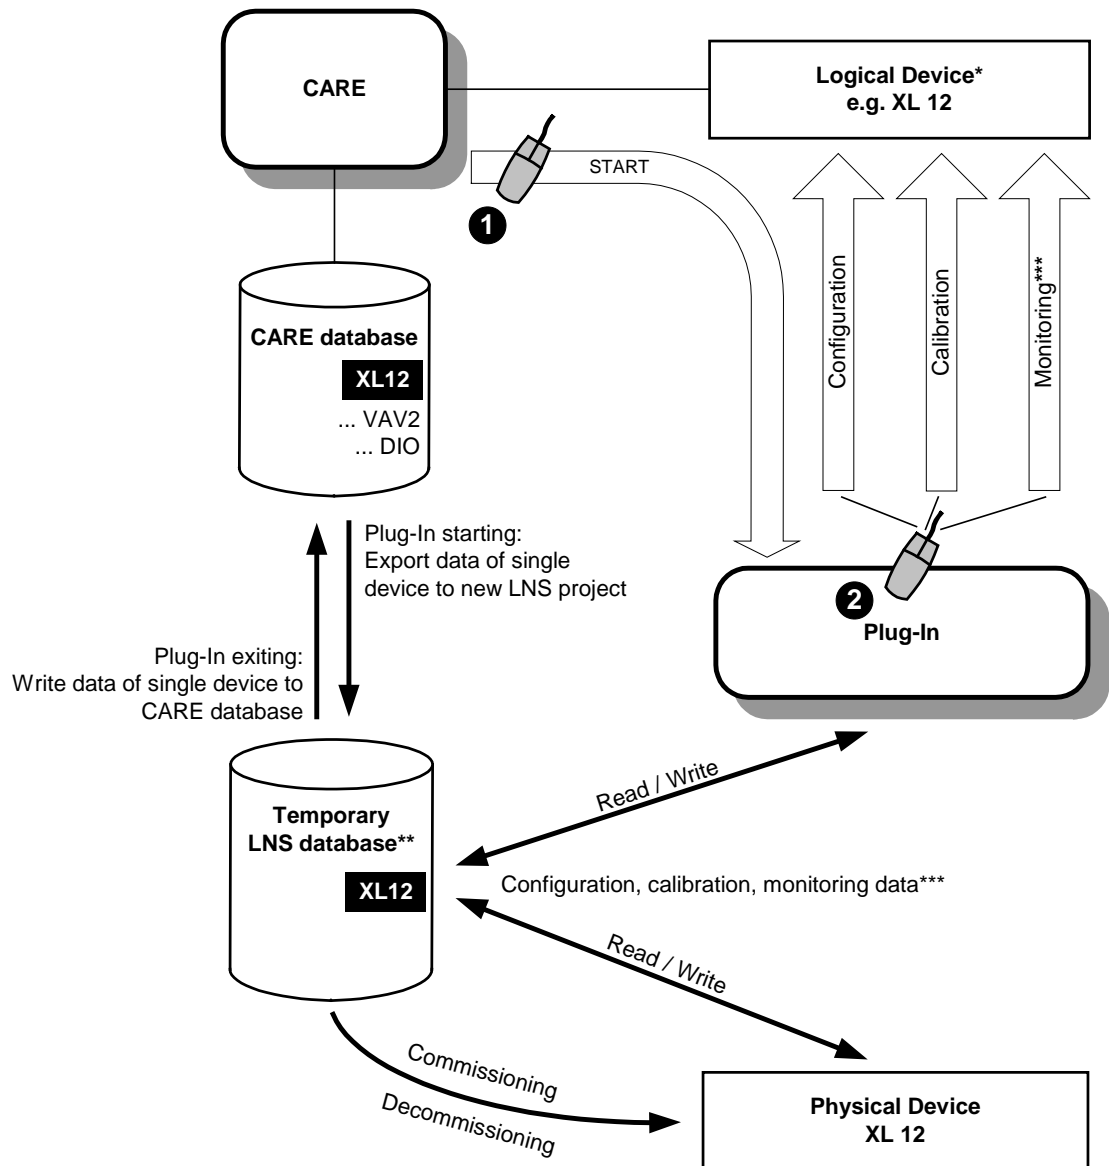 CARE
Logical Device*
e.g. XL 12
START
1
Configuration
Calibration
Monitoring***
CARE database
XL12
... VAV2
... DIO
Plug-In starting:
Export data of single
device to new LNS project
2
Plug-In
Plug-In exiting:
Write data of single device to
CARE database
Read / Write
Temporary
LNS database**
XL12
Configuration, calibration, monitoring data***
Read / Write
Commissioning
Decommissioning
Physical Device
XL 12